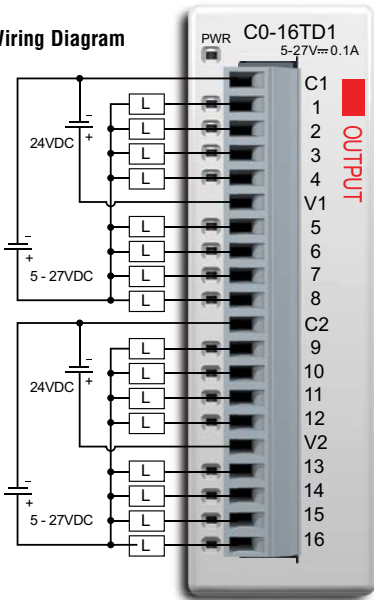 Wiring Diagram
PWR
C0-16TD1
5-27V⎓0.1A
OUTPUT
C1
L 1
L 2
24VDC
L 3
L 4
V1
L 5
L 6
5 - 27VDC
L 7
L 8
C2
L 9
L 10
24VDC
L 11
L 12
V2
L 13
L 14
5 - 27VDC
L 15
L 16